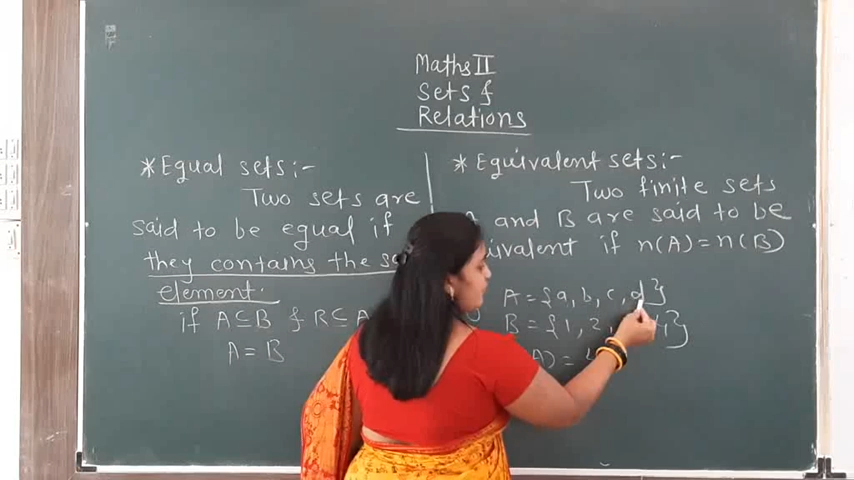 Maths II
Sets &
Relations
* Equal sets :-
Two sets are
said to be equal if
they contains the
element.
if A ⊆ B & B ⊆ A
A = B
* Equivalent sets :-
Two finite sets
and B are said to be
if n(A) = n(B)
A = {a, b, c, d}
B = {1, 2,